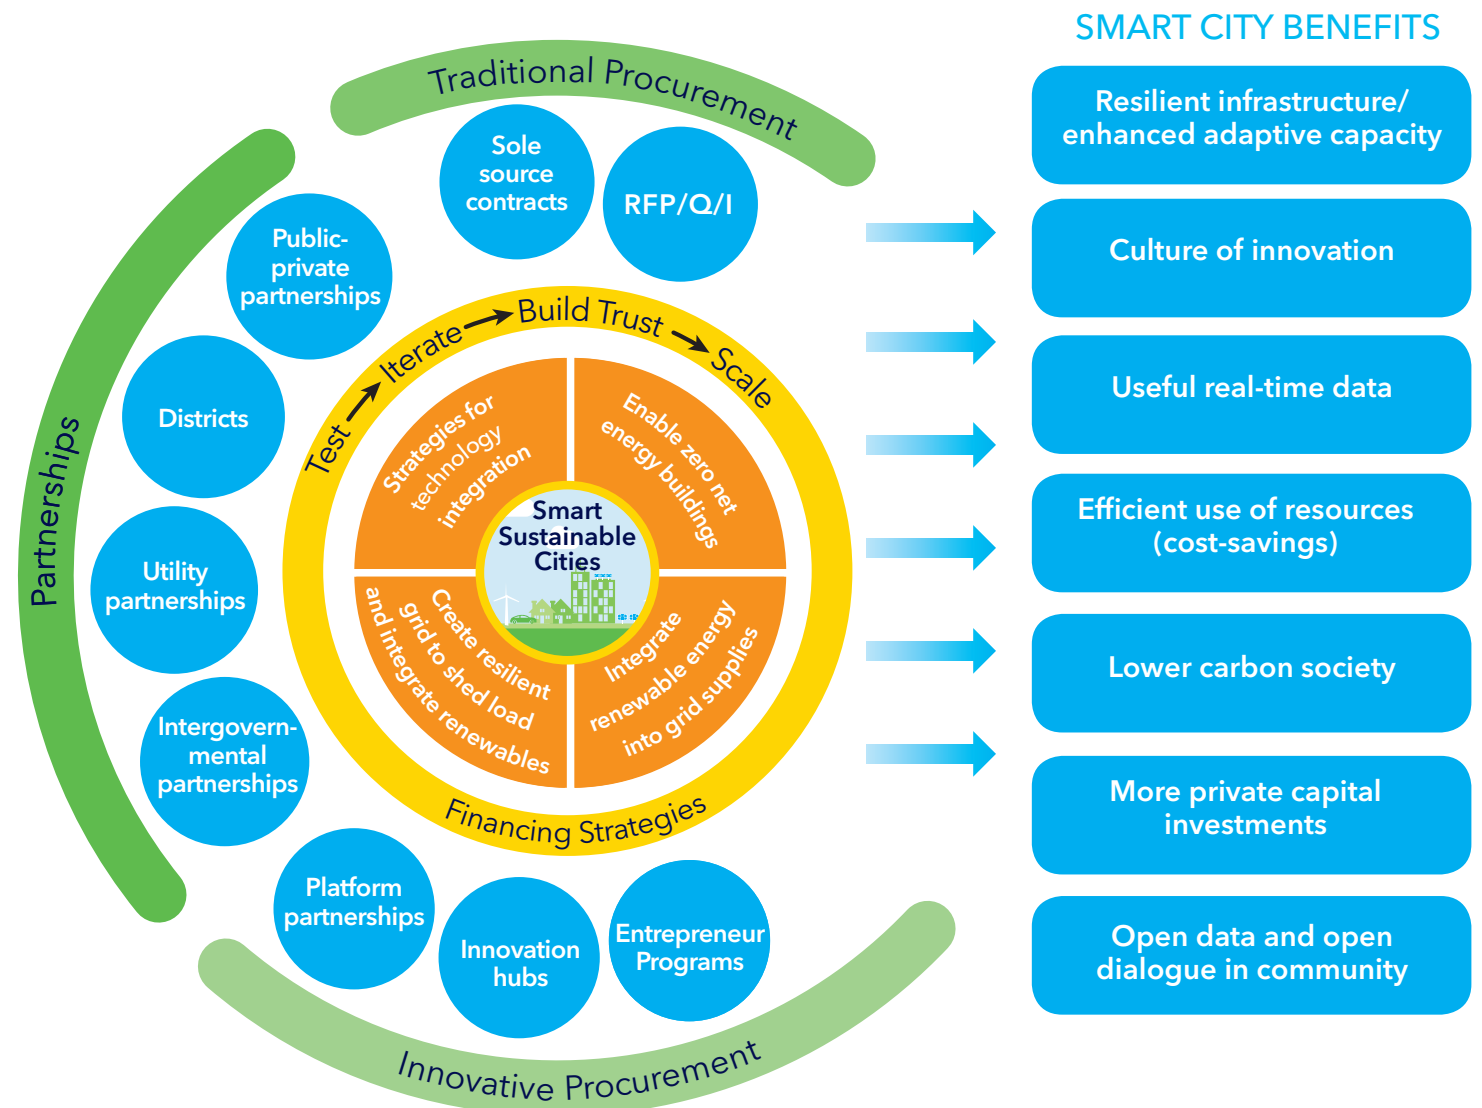 SMART CITY BENEFITS
Traditional Procurement
Sole
source
contracts
RFP/Q/I
Partnerships
Public-
private
partnerships
Districts
Utility
partnerships
Intergovern-
mental
partnerships
Innovative Procurement
Platform
partnerships
Innovation
hubs
Entrepreneur
Programs
Test
Iterate
Build Trust
Scale
Financing Strategies
Strategies for
technology
integration
Enable zero net
energy buildings
Create resilient
grid to shed load
and integrate renewables
Integrate
renewable energy
into grid supplies
Smart
Sustainable
Cities
Resilient infrastructure/
enhanced adaptive capacity
Culture of innovation
Useful real-time data
Efficient use of resources
(cost-savings)
Lower carbon society
More private capital
investments
Open data and open
dialogue in community